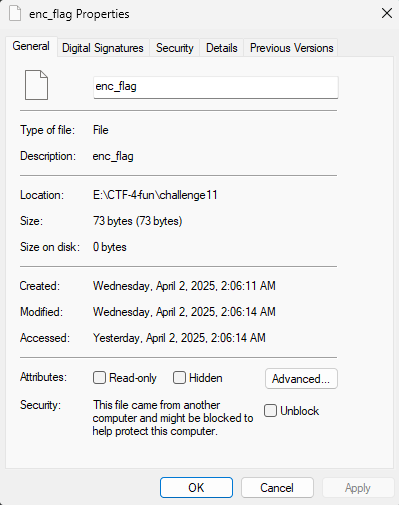 enc_flag Properties
General Digital Signatures Security Details Previous Versions
enc_flag
Type of file: File
Description: enc_flag
Location: E:\CTF-4-fun\challenge11
Size: 73 bytes (73 bytes)
Size on disk: 0 bytes
Created: Wednesday, April 2, 2025, 2:06:11 AM
Modified: Wednesday, April 2, 2025, 2:06:14 AM
Accessed: Yesterday, April 2, 2025, 2:06:14 AM
Attributes: Read-only Hidden Advanced...
Security: This file came from another
computer and might be blocked to
help protect this computer.
Unblock
OK Cancel Apply